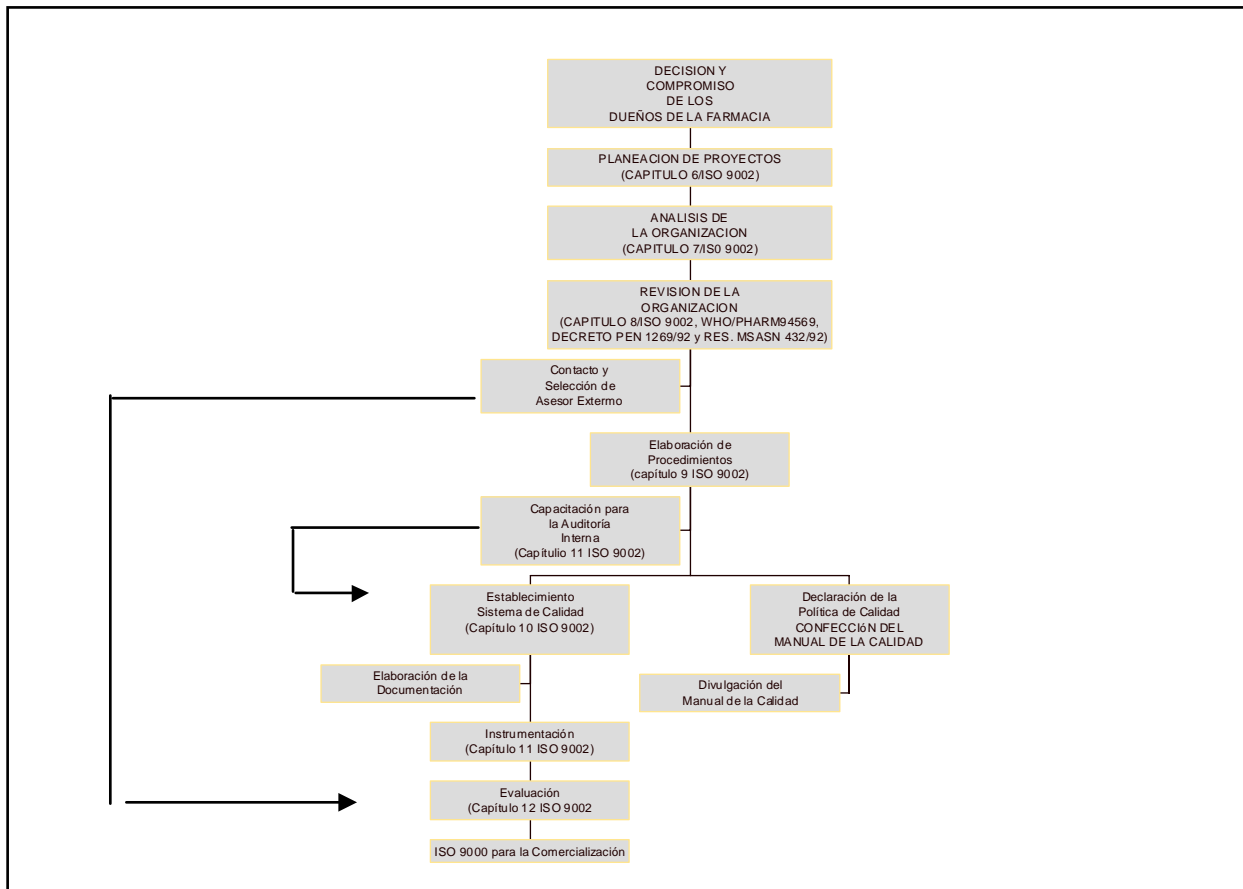 DECISION Y
COMPROMISO
DE LOS
DUEÑOS DE LA FARMACIA
PLANEACION DE PROYECTOS
(CAPITULO 6/ISO 9002)
ANALISIS DE
LA ORGANIZACION
(CAPITULO 7/IS0 9002)
REVISION DE LA
ORGANIZACION
(CAPITULO 8/ISO 9002, WHO/PHARM94569,
DECRETO PEN 1269/92 y RES. MSASN 432/92)
Contacto y
Selección de
Asesor Extermo
Elaboración de
Procedimientos
(capítulo 9 ISO 9002)
Capacitación para
la Auditoría
Interna
(Capítulio 11 ISO 9002)
Establecimiento
Sistema de Calidad
(Capítulo 10 ISO 9002)
Declaración de la
Política de Calidad
CONFECCIóN DEL
MANUAL DE LA CALIDAD
Elaboración de la
Documentación
Divulgación del
Manual de la Calidad
Instrumentación
(Capítulo 11 ISO 9002)
Evaluación
(Capítulo 12 ISO 9002
ISO 9000 para la Comercialización